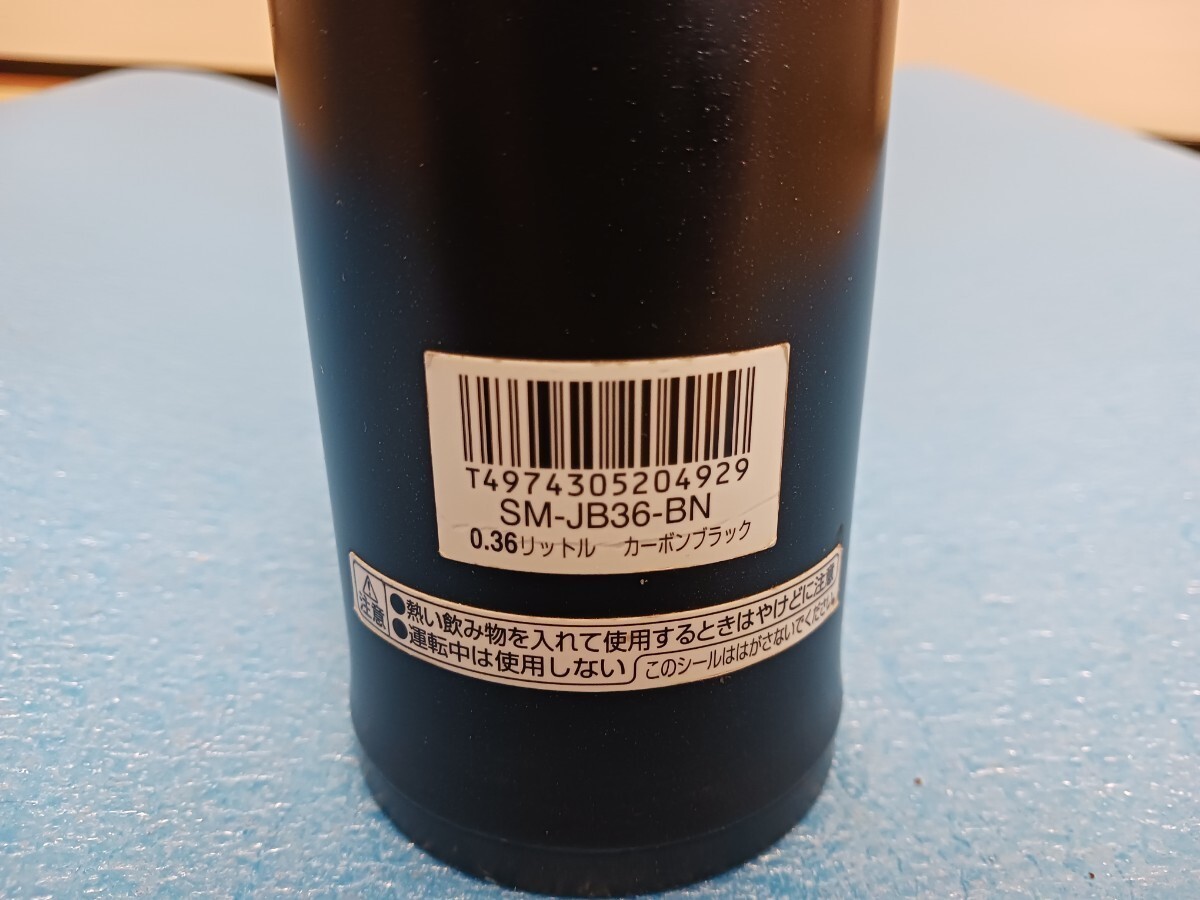 T4974305204929
SM-JB36-BN
0.36リットル カーボンブラック
注意
●熱い飲み物を入れて使用するときはやけどに注意
●運転中は使用しない
このシールははがさないでください。